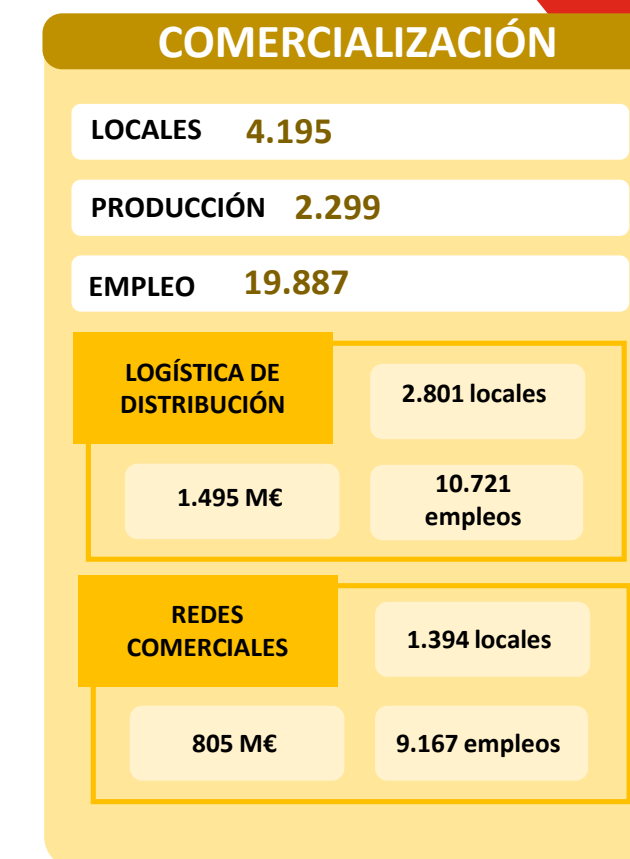 COMERCIALIZACIÓN
LOCALES 4.195
PRODUCCIÓN 2.299
EMPLEO 19.887
LOGÍSTICA DE
DISTRIBUCIÓN
2.801 locales
1.495 M€
10.721
empleos
REDES
COMERCIALES
1.394 locales
805 M€
9.167 empleos